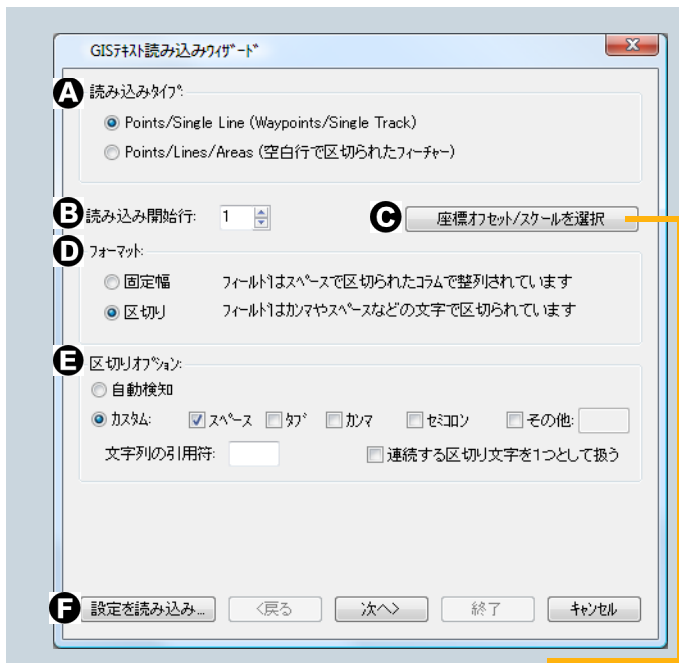 GISﾃｷｽﾄ読み込みｳｨｻﾞｰﾄﾞ
A 読み込みﾀｲﾌﾟ:
Points/Single Line (Waypoints/Single Track)
Points/Lines/Areas (空白行で区切られたﾌｨｰﾁｬｰ)
B 読み込み開始行: 1 C 座標ｵﾌｾｯﾄ/ｽｹｰﾙを選択
D ﾌｫｰﾏｯﾄ:
固定幅 ﾌｨｰﾙﾄﾞはｽﾍﾟｰｽで区切られたｺﾗﾑで整列されています
区切り ﾌｨｰﾙﾄﾞはｶﾝﾏやｽﾍﾟｰｽなどの文字で区切られています
E 区切りｵﾌﾟｼｮﾝ:
自動検知
ｶｽﾀﾑ: ｽﾍﾟｰｽ ﾀﾌﾞ ｶﾝﾏ ｾﾐｺﾛﾝ その他:
文字列の引用符: 連続する区切り文字を1つとして扱う
F 設定を読み込み... <戻る 次へ> 終了 ｷｬﾝｾﾙ